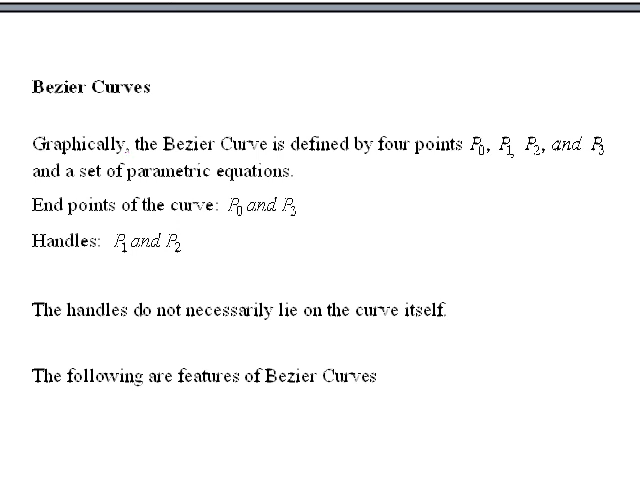 Bezier Curves
Graphically, the Bezier Curve is defined by four points P₀, P₁, P₂, and P₃
and a set of parametric equations.
End points of the curve: P₀ and P₃
Handles: P₁ and P₂
The handles do not necessarily lie on the curve itself.
The following are features of Bezier Curves